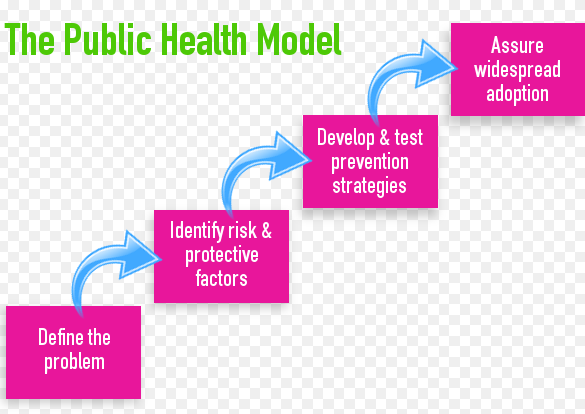 The Public Health Model
Assure
widespread
adoption
Develop & test
prevention
strategies
Identify risk &
protective
factors
Define the
problem